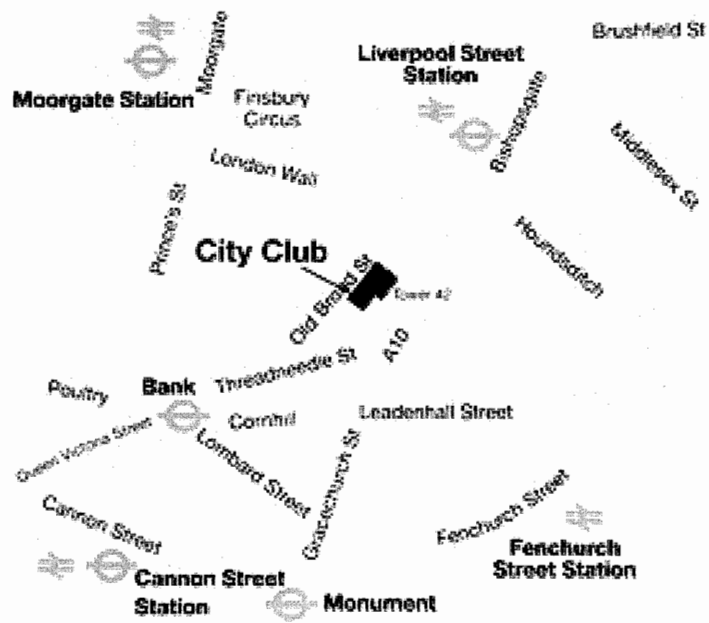 Brushfield St
Moorgate
Liverpool Street
Station
Moorgate Station
Finsbury
Circus
Bishopsgate
Middlesex St
London Wall
Prince's St
Houndsditch
City Club
Old Broad St
Tower 42
A10
Threadneedle St
Poultry
Bank
Cornhill
Leadenhall Street
Queen Victoria Street
Lombard Street
Gracechurch St
Cannon Street
Fenchurch Street
Fenchurch
Street Station
Cannon Street
Station
Monument